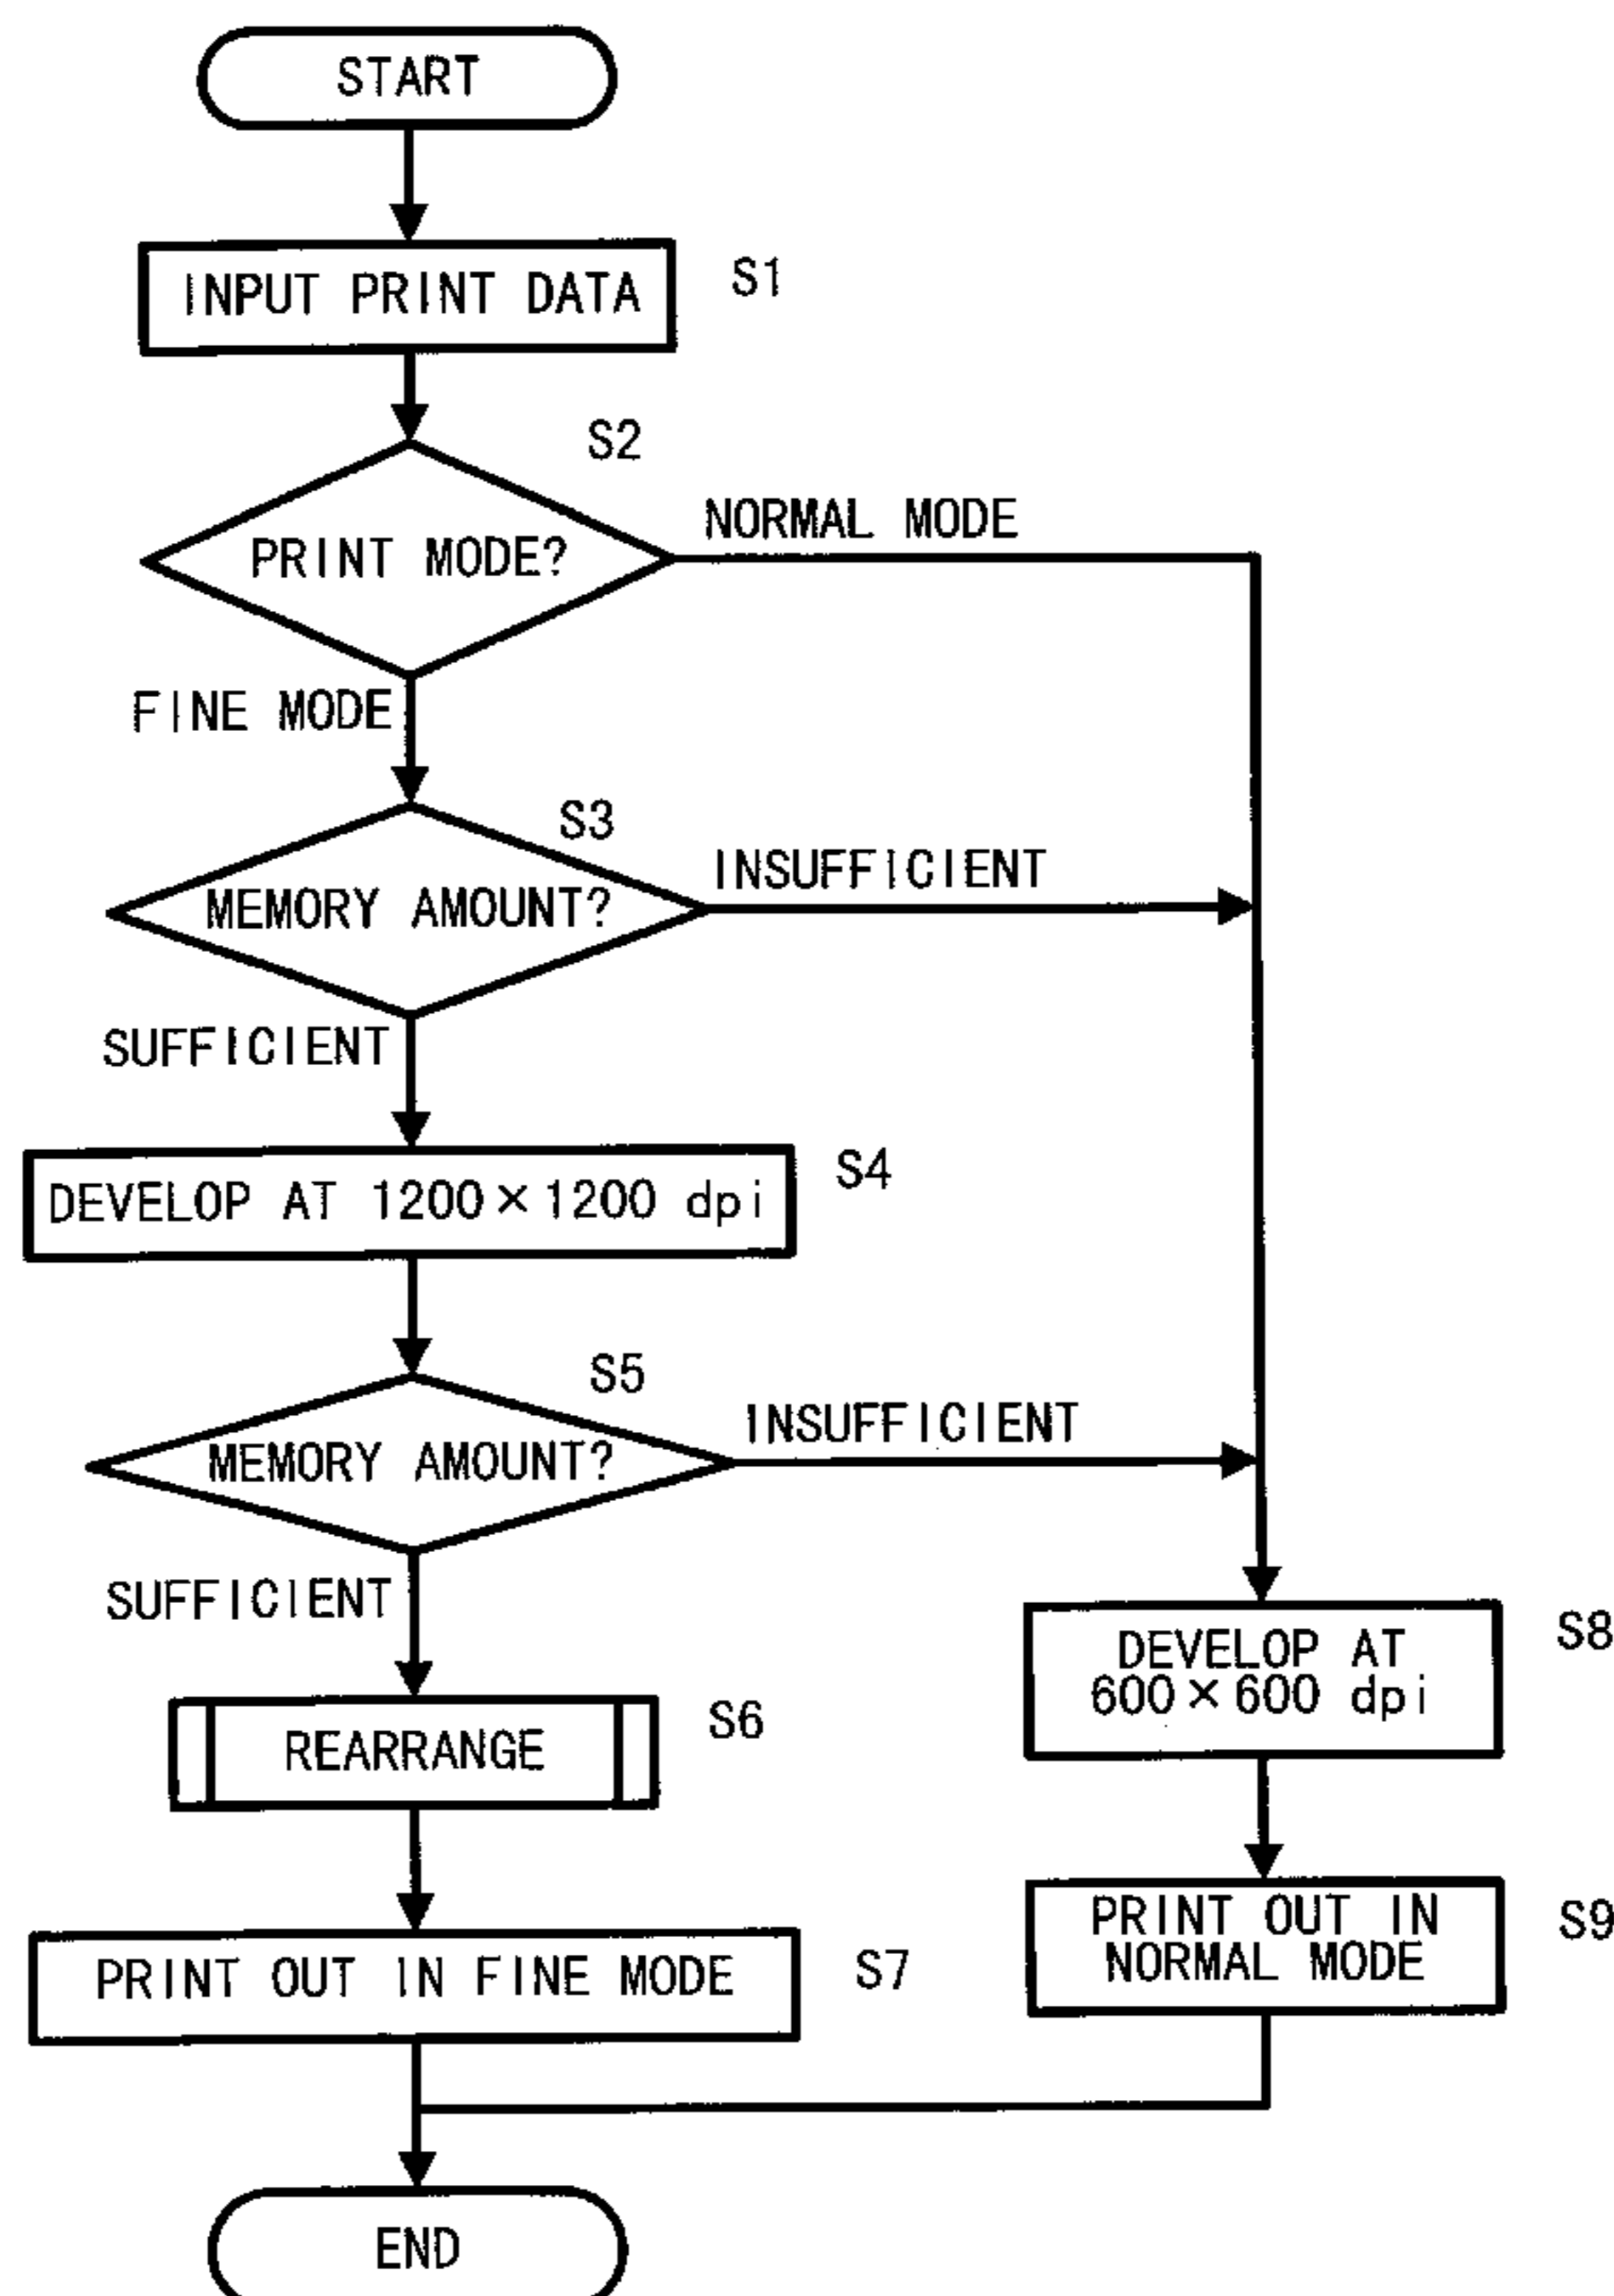 START
INPUT PRINT DATA
S1
S2
PRINT MODE?
NORMAL MODE
FINE MODE
S3
MEMORY AMOUNT?
INSUFFICIENT
SUFFICIENT
DEVELOP AT 1200×1200 dpi
S4
S5
MEMORY AMOUNT?
INSUFFICIENT
SUFFICIENT
REARRANGE
S6
DEVELOP AT
600×600 dpi
S8
PRINT OUT IN FINE MODE
S7
PRINT OUT IN
NORMAL MODE
S9
END